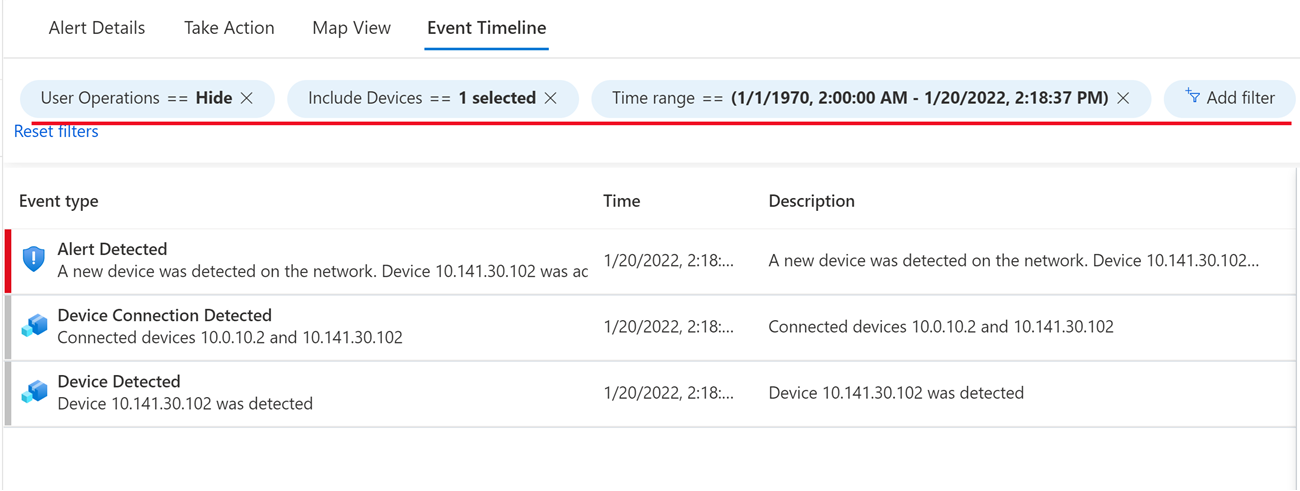 Alert Details Take Action Map View Event Timeline
User Operations == Hide Include Devices == 1 selected Time range == (1/1/1970, 2:00:00 AM - 1/20/2022, 2:18:37 PM) Add filter
Reset filters
Event type Time Description
Alert Detected
A new device was detected on the network. Device 10.141.30.102 was ac 1/20/2022, 2:18:... A new device was detected on the network. Device 10.141.30.102...
Device Connection Detected
Connected devices 10.0.10.2 and 10.141.30.102 1/20/2022, 2:18:... Connected devices 10.0.10.2 and 10.141.30.102
Device Detected
Device 10.141.30.102 was detected 1/20/2022, 2:18:... Device 10.141.30.102 was detected